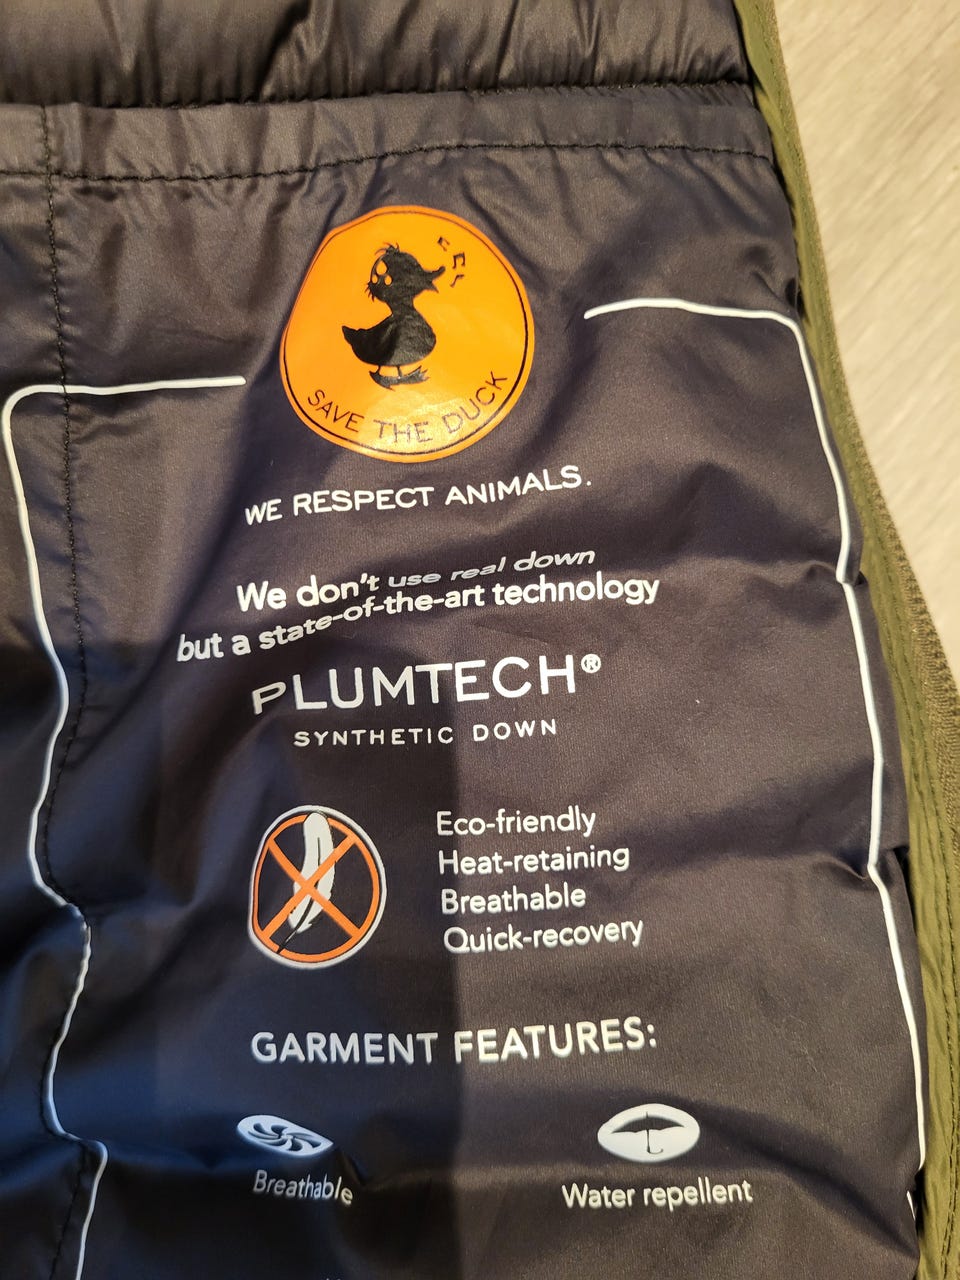 SAVE THE DUCK
WE RESPECT ANIMALS.
We don't use real down
but a state-of-the-art technology
PLUMTECH®
SYNTHETIC DOWN
Eco-friendly
Heat-retaining
Breathable
Quick-recovery
GARMENT FEATURES:
Breathable
Water repellent